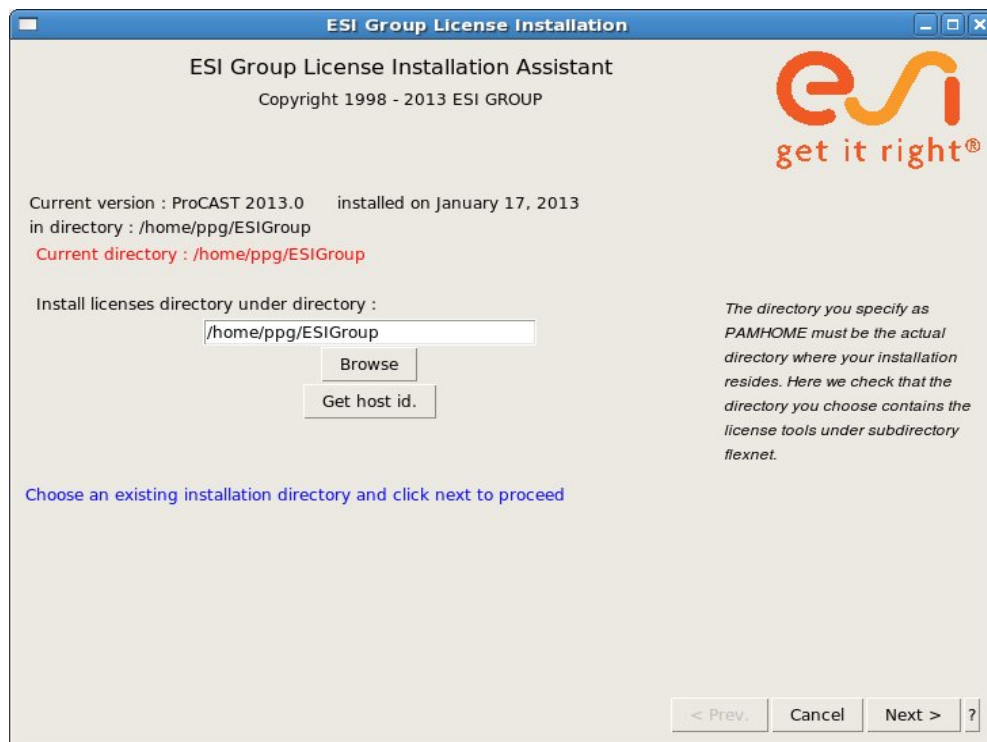 ESI Group License Installation
ESI Group License Installation Assistant
Copyright 1998 - 2013 ESI GROUP
esi
get it right®
Current version : ProCAST 2013.0 installed on January 17, 2013
in directory : /home/ppg/ESIGroup
Current directory : /home/ppg/ESIGroup
Install licenses directory under directory :
/home/ppg/ESIGroup
Browse
Get host id.
The directory you specify as
PAMHOME must be the actual
directory where your installation
resides. Here we check that the
directory you choose contains the
license tools under subdirectory
flexnet.
Choose an existing installation directory and click next to proceed
< Prev.
Cancel
Next >
?